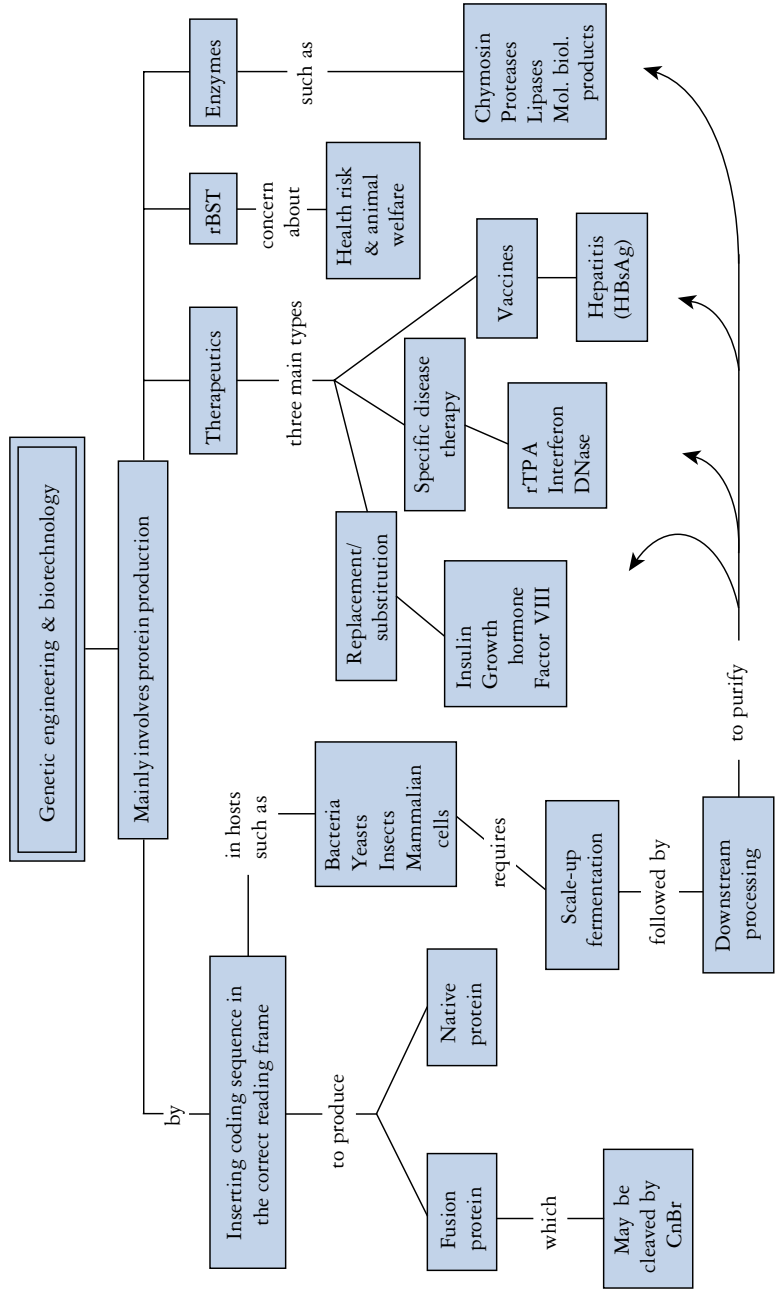 Genetic engineering & biotechnology
Mainly involves protein production
by
Inserting coding sequence in
the correct reading frame
to produce
Fusion
protein
which
May be
cleaved by
CnBr
Native
protein
in hosts
such as
Bacteria
Yeasts
Insects
Mammalian
cells
requires
Scale-up
fermentation
followed by
Downstream
processing
to purify
Therapeutics
three main types
Replacement/
substitution
Insulin
Growth
hormone
Factor VIII
Specific disease
therapy
rTPA
Interferon
DNase
Vaccines
Hepatitis
(HBsAg)
rBST
concern
about
Health risk
& animal
welfare
Enzymes
such as
Chymosin
Proteases
Lipases
Mol. biol.
products